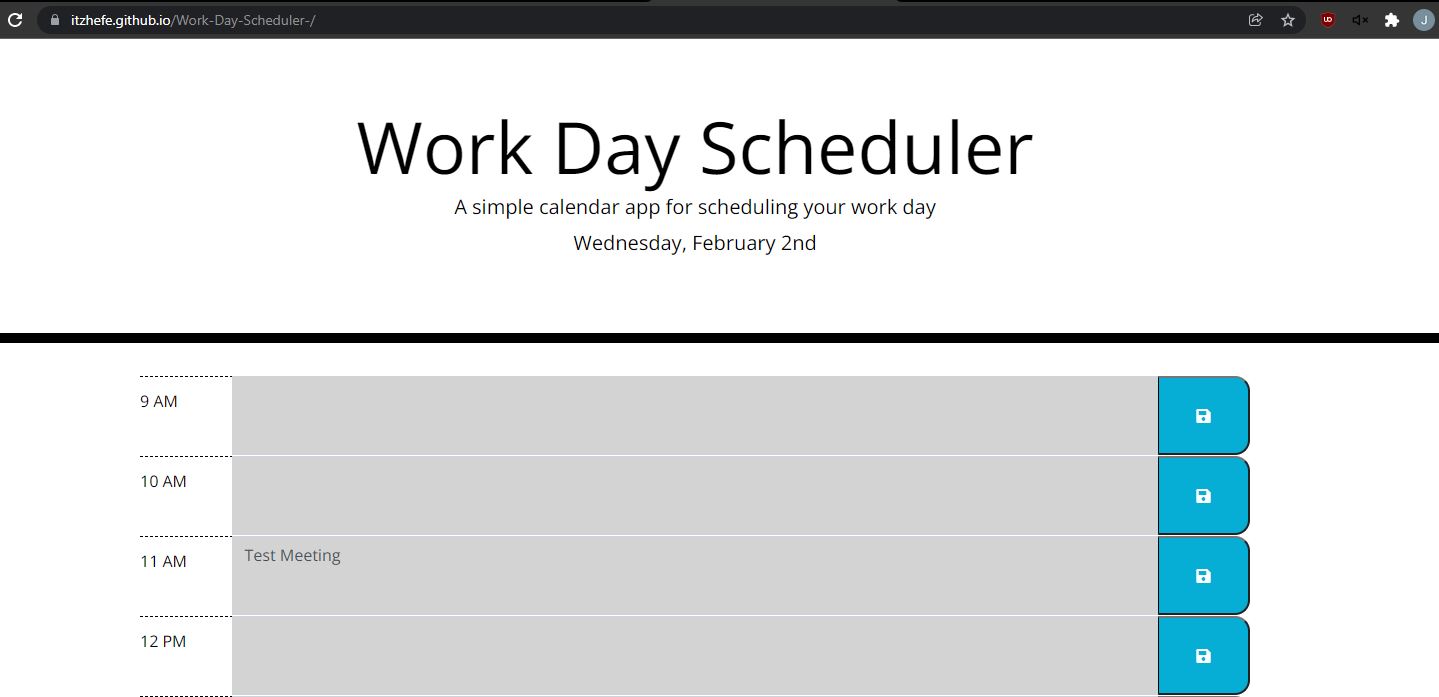 itzhefe.github.io/Work-Day-Scheduler-/
J
Work Day Scheduler
A simple calendar app for scheduling your work day
Wednesday, February 2nd
9 AM
10 AM
11 AM
Test Meeting
12 PM